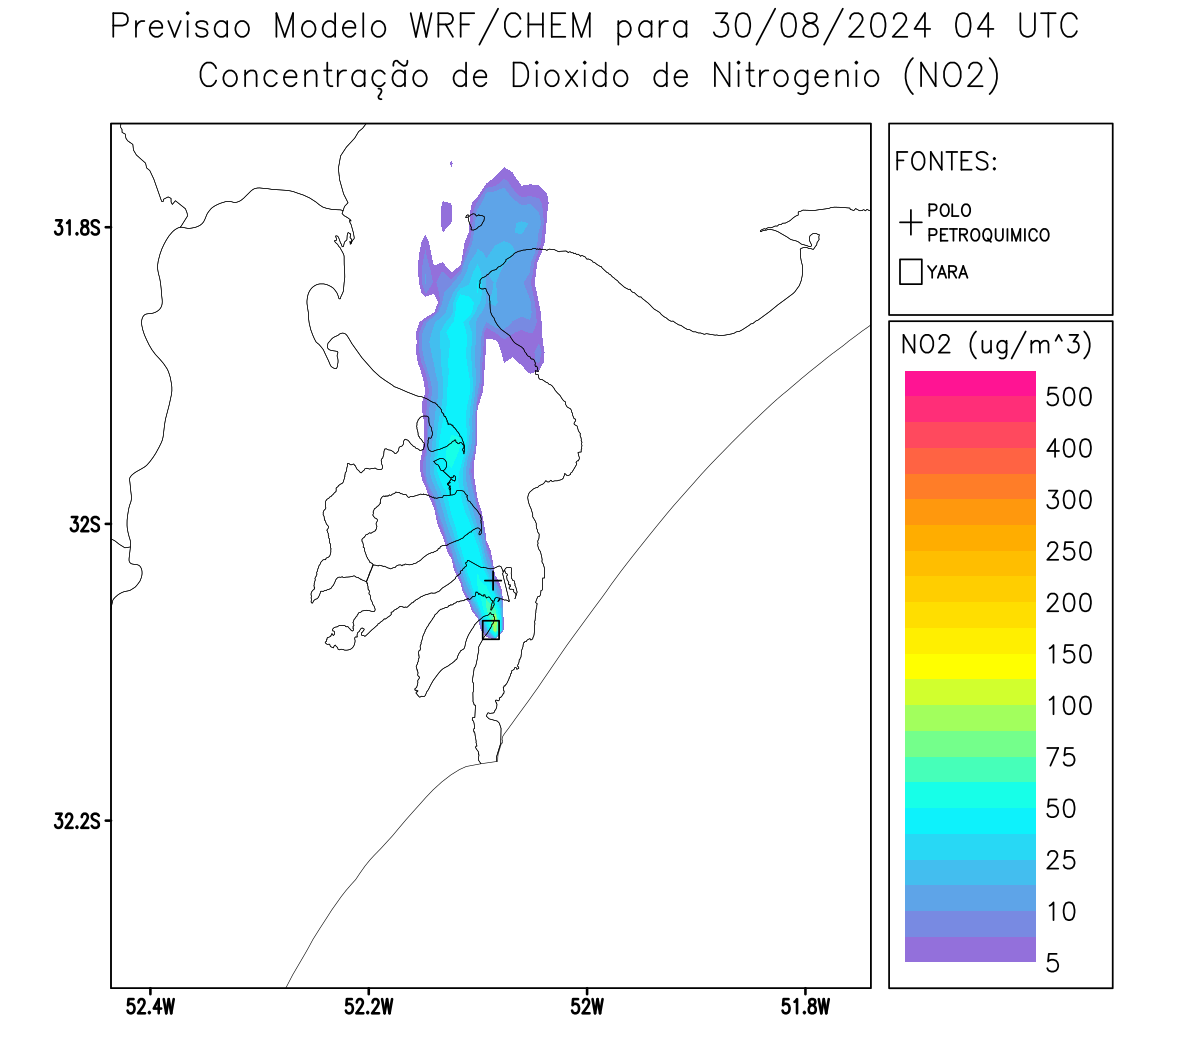 Previsao Modelo WRF/CHEM para 30/08/2024 04 UTC
Concentração de Dioxido de Nitrogenio (NO2)
FONTES:
POLO
PETROQUIMICO
YARA
NO2 (ug/m^3)
500
400
300
250
200
150
100
75
50
25
10
5
31.8S
32S
32.2S
52.4W
52.2W
52W
51.8W